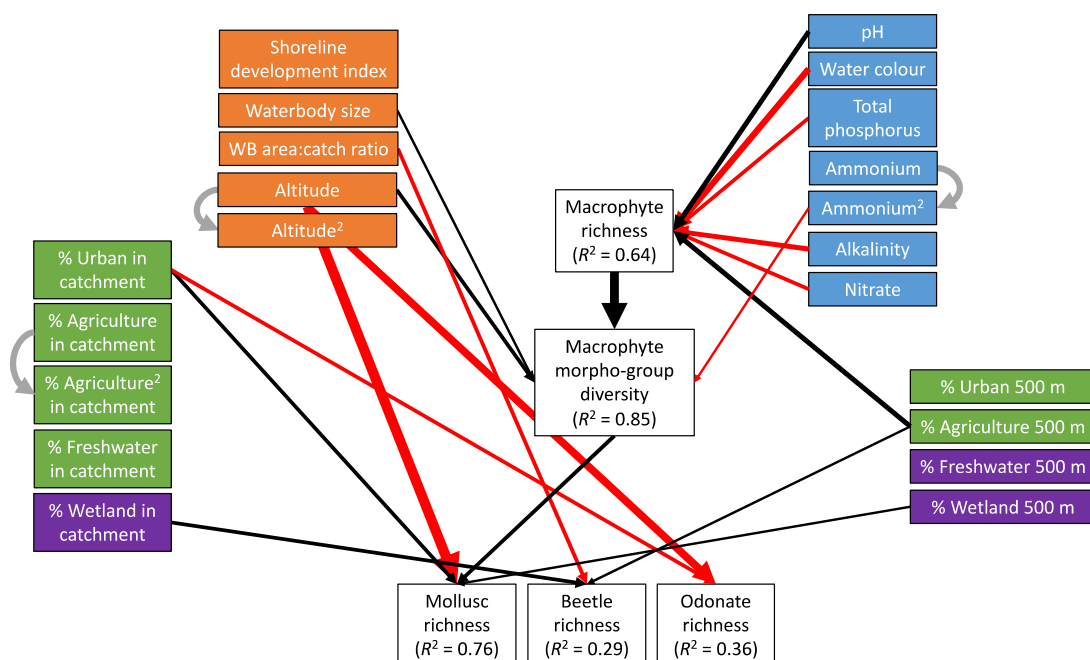 Shoreline
development index
Waterbody size
WB area:catch ratio
Altitude
Altitude²
pH
Water colour
Total
phosphorus
Ammonium
Ammonium²
Alkalinity
Nitrate
Macrophyte
richness
(R² = 0.64)
% Urban in
catchment
% Agriculture
in catchment
% Agriculture²
in catchment
% Freshwater
in catchment
% Wetland in
catchment
Macrophyte
morpho-group
diversity
(R² = 0.85)
% Urban 500 m
% Agriculture 500 m
% Freshwater 500 m
% Wetland 500 m
Mollusc
richness
(R² = 0.76)
Beetle
richness
(R² = 0.29)
Odonate
richness
(R² = 0.36)